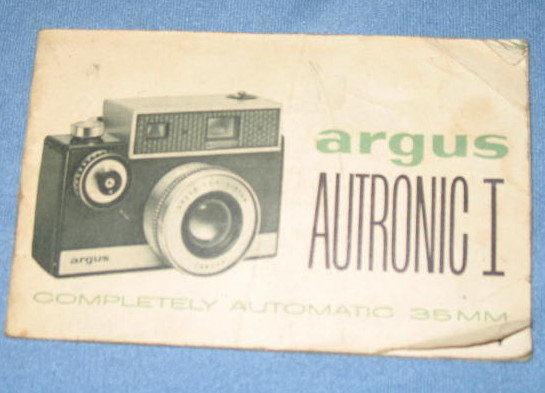 argus
AUTRONIC I
argus
COMPLETELY AUTOMATIC 35MM